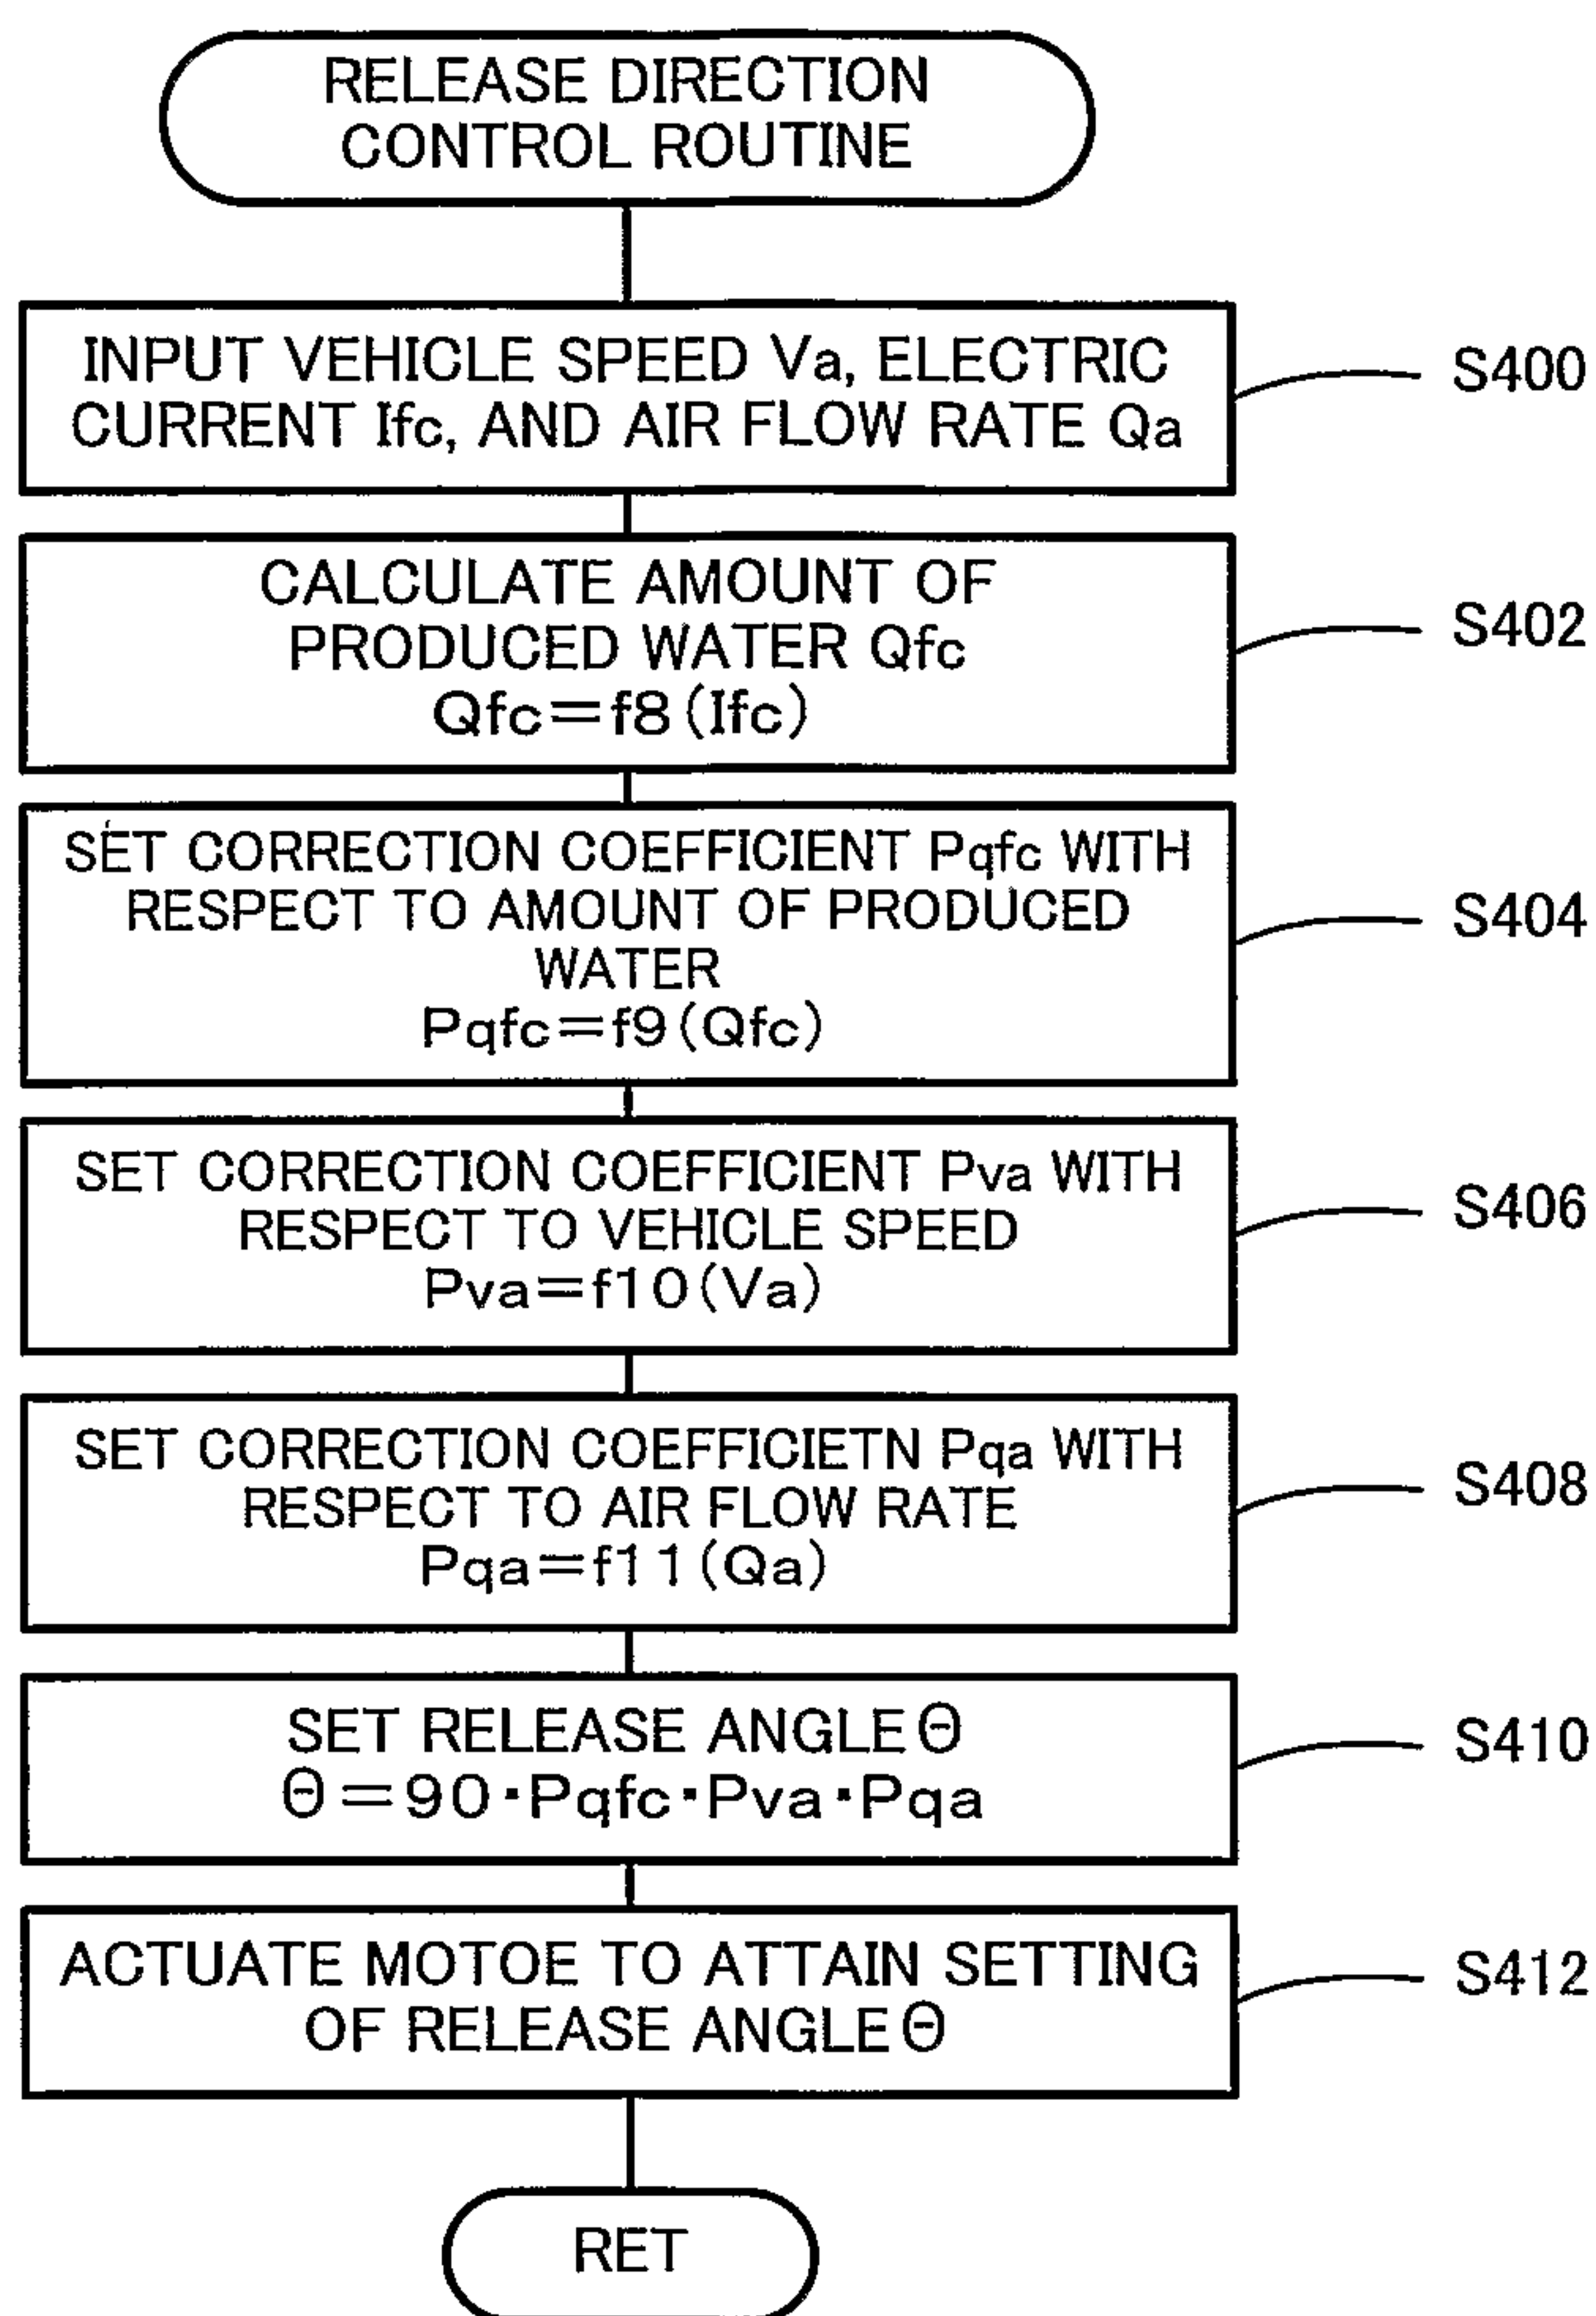 RELEASE DIRECTION
CONTROL ROUTINE
INPUT VEHICLE SPEED Va, ELECTRIC
CURRENT Ifc, AND AIR FLOW RATE Qa
S400
CALCULATE AMOUNT OF
PRODUCED WATER Qfc
Qfc=f8(Ifc)
S402
SET CORRECTION COEFFICIENT Pqfc WITH
RESPECT TO AMOUNT OF PRODUCED
WATER
Pqfc=f9(Qfc)
S404
SET CORRECTION COEFFICIENT Pva WITH
RESPECT TO VEHICLE SPEED
Pva=f10(Va)
S406
SET CORRECTION COEFFICIETN Pqa WITH
RESPECT TO AIR FLOW RATE
Pqa=f11(Qa)
S408
SET RELEASE ANGLE Θ
Θ=90·Pqfc·Pva·Pqa
S410
ACTUATE MOTOE TO ATTAIN SETTING
OF RELEASE ANGLE Θ
S412
RET